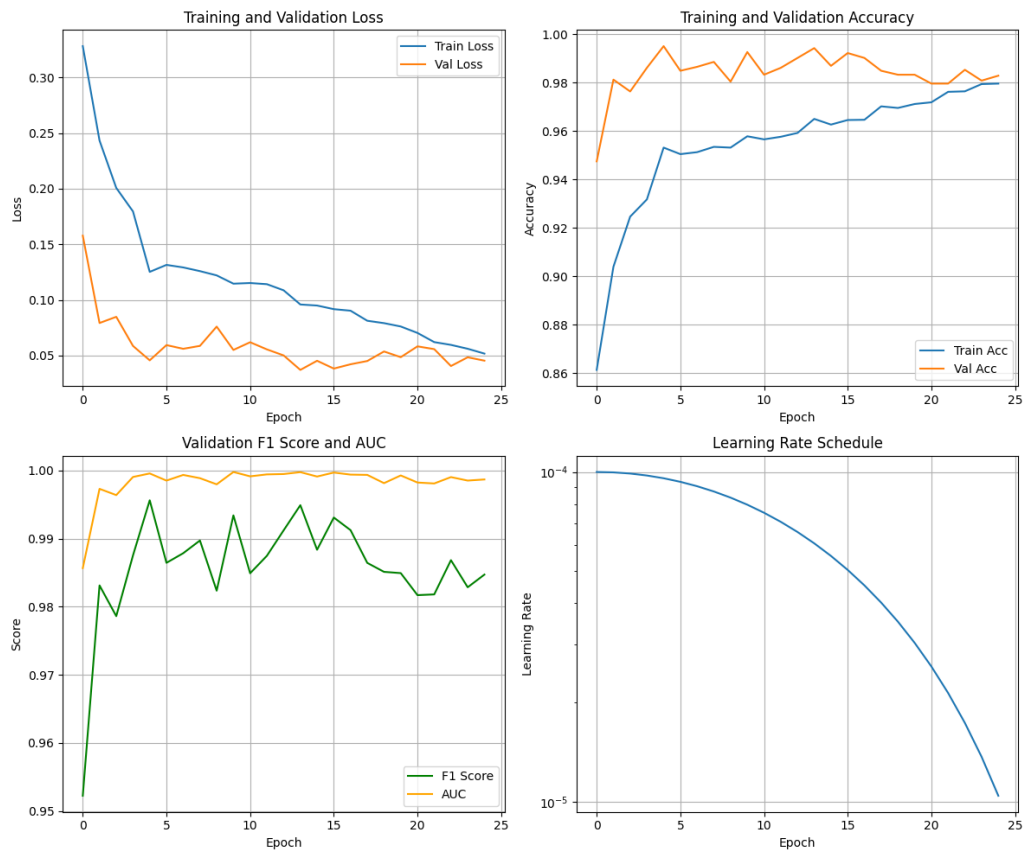 Training and Validation Loss
Training and Validation Accuracy
Train Loss
Val Loss
0.30
0.25
0.20
0.15
0.10
0.05
Loss
0 5 10 15 20 25
Epoch
1.00
0.98
0.96
0.94
0.92
0.90
0.88
0.86
Accuracy
Train Acc
Val Acc
0 5 10 15 20 25
Epoch
Validation F1 Score and AUC
Learning Rate Schedule
1.00
0.99
0.98
0.97
0.96
0.95
Score
F1 Score
AUC
0 5 10 15 20 25
Epoch
10⁻⁴
10⁻⁵
Learning Rate
0 5 10 15 20 25
Epoch